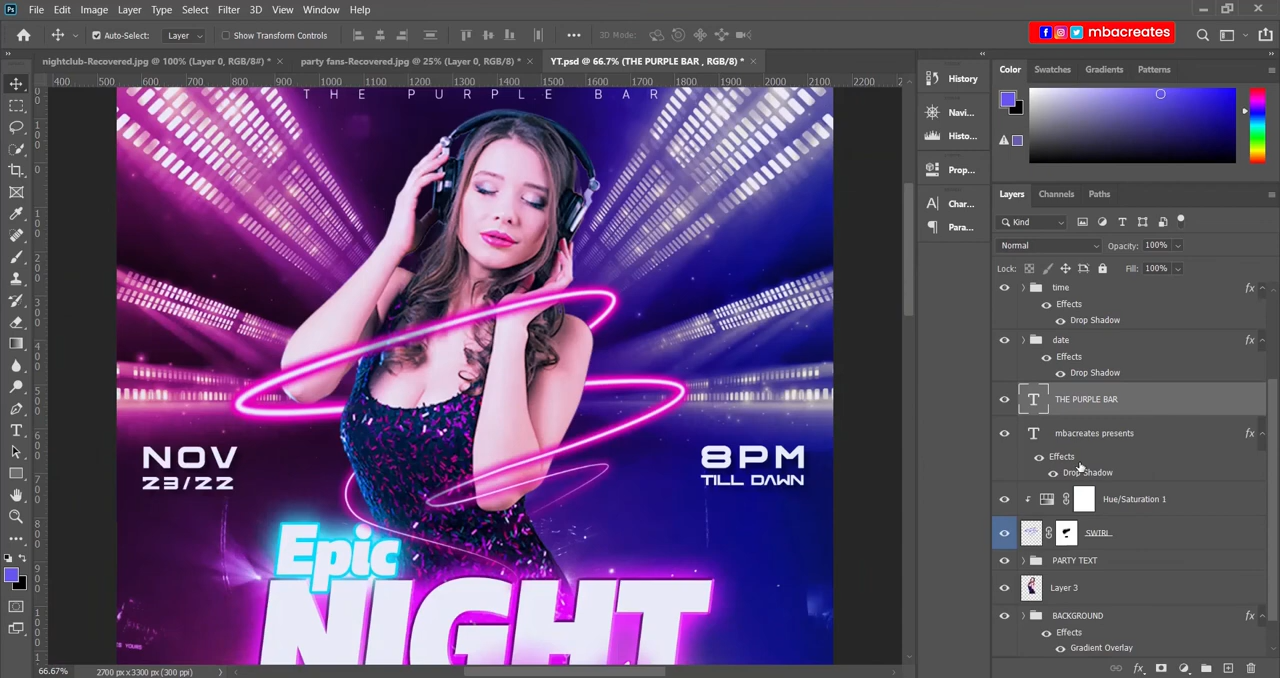 Ps File Edit Image Layer Type Select Filter 3D View Window Help
Auto-Select: Layer Show Transform Controls 3D Mode: mbacreates
nightclub-Recovered.jpg @ 100% (Layer 0, RGB/8#) * × party fans-Recovered.jpg @ 25% (Layer 0, RGB/8) * × YT.psd @ 66.7% (THE PURPLE BAR , RGB/8) * ×
400 500 600 700 800 900 1000 1100 1200 1300 1400 1500 1600 1700 1800 1900 2000 2100 2200
THE PURPLE BAR
NOV
23/22
8PM
TILL DAWN
Epic
NIGHT
66.67% 2700 px x 3300 px (300 ppi)
History
Navi...
Histo...
Prop...
Char...
Para...
Color Swatches Gradients Patterns
Layers Channels Paths
Kind
Normal Opacity: 100%
Lock: Fill: 100%
time fx
Effects
Drop Shadow
date fx
Effects
Drop Shadow
T THE PURPLE BAR
T mbacreates presents fx
Effects
Drop Shadow
Hue/Saturation 1
SWIRL
PARTY TEXT
Layer 3
BACKGROUND fx
Effects
Gradient Overlay
fx